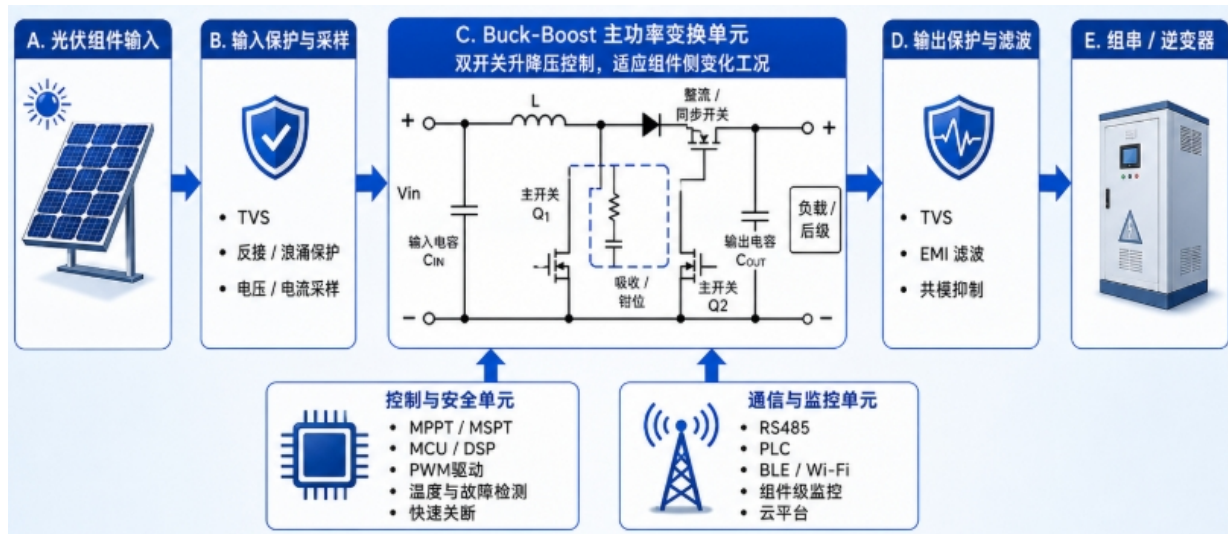 A. 光伏组件输入
B. 输入保护与采样
• TVS
• 反接 / 浪涌保护
• 电压 / 电流采样
C. Buck-Boost 主功率变换单元
双开关升降压控制，适应组件侧变化工况
L
整流 /
同步开关
+
+
Vin
主开关
Q1
输入电容
CIN
吸收 /
钳位
输出电容
COUT
主开关
Q2
负载 /
后级
−
−
D. 输出保护与滤波
• TVS
• EMI 滤波
• 共模抑制
E. 组串 / 逆变器
控制与安全单元
• MPPT / MSPT
• MCU / DSP
• PWM驱动
• 温度与故障检测
• 快速关断
通信与监控单元
• RS485
• PLC
• BLE / Wi-Fi
• 组件级监控
• 云平台